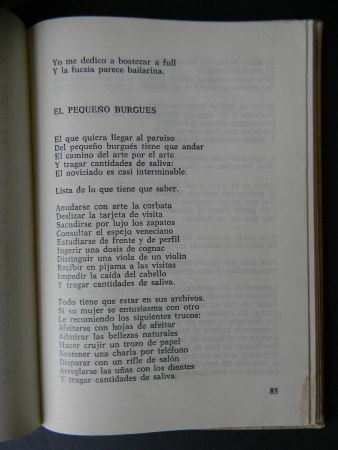 Yo me dedico a bostezar a full
Y la fucsia parece bailarina.
EL PEQUEÑO BURGUES
El que quiera llegar al paraíso
Del pequeño burgués tiene que andar
El camino del arte por el arte
Y tragar cantidades de saliva:
El noviciado es casi interminable.
Lista de lo que tiene que saber.
Anudarse con arte la corbata
Deslizar la tarjeta de visita
Sacudirse por lujo los zapatos
Consultar el espejo veneciano
Estudiarse de frente y de perfil
Ingerir una dosis de cognac
Distinguir una viola de un violín
Recibir en pijama a las visitas
Impedir la caída del cabello
Y tragar cantidades de saliva.
Todo tiene que estar en sus archivos.
Si su mujer se entusiasma con otro
Le recomiendo los siguientes trucos:
Afeitarse con hojas de afeitar
Admirar las bellezas naturales
Hacer crujir un trozo de papel
Sostener una charla por teléfono
Disparar con un rifle de salón
Arreglarse las uñas con los dientes
Y tragar cantidades de saliva.
85